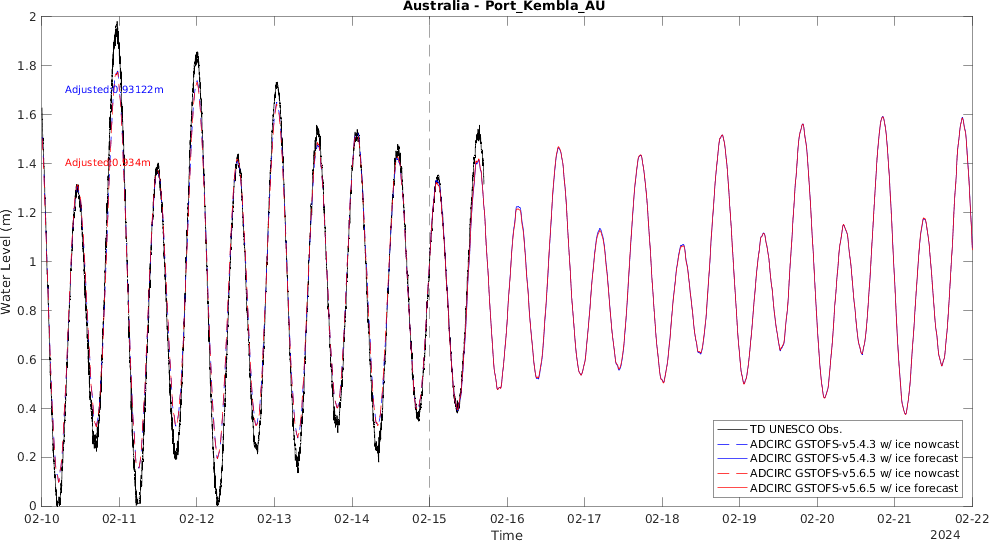 Australia - Port_Kembla_AU
2
1.8
1.6
1.4
1.2
1
0.8
0.6
0.4
0.2
0
Water Level (m)
Adjusted:0.93122m
Adjusted:0.934m
TD UNESCO Obs.
ADCIRC GSTOFS-v5.4.3 w/ ice nowcast
ADCIRC GSTOFS-v5.4.3 w/ ice forecast
ADCIRC GSTOFS-v5.6.5 w/ ice nowcast
ADCIRC GSTOFS-v5.6.5 w/ ice forecast
02-10 02-11 02-12 02-13 02-14 02-15 02-16 02-17 02-18 02-19 02-20 02-21 02-22
Time
2024